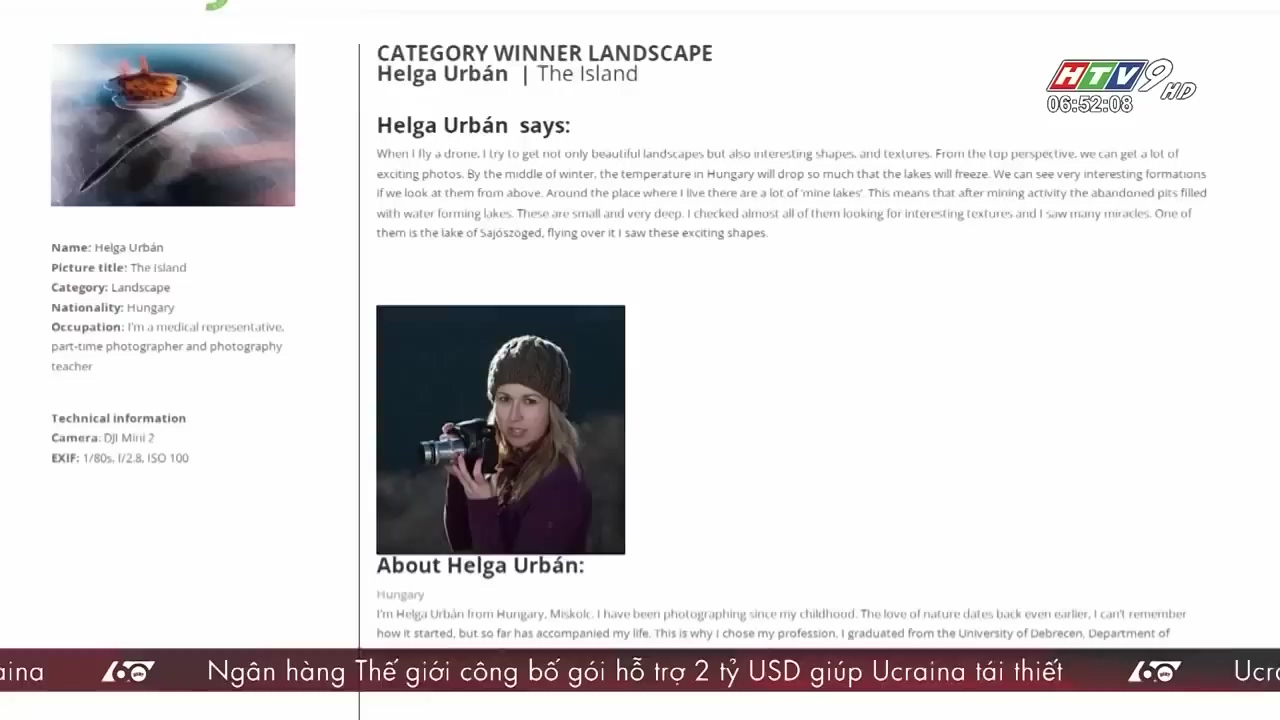 CATEGORY WINNER LANDSCAPE
Helga Urbán | The Island
HTV9 HD
06:52:08
Helga Urbán says:
When I fly a drone, I try to get not only beautiful landscapes but also interesting shapes, and textures. From the top perspective, we can get a lot of
exciting photos. By the middle of winter, the temperature in Hungary will drop so much that the lakes will freeze. We can see very interesting formations
if we look at them from above. Around the place where I live there are a lot of 'mine lakes'. This means that after mining activity the abandoned pits filled
with water forming lakes. These are small and very deep. I checked almost all of them looking for interesting textures and I saw many miracles. One of
them is the lake of Sajószöged, flying over it I saw these exciting shapes.
Name: Helga Urbán
Picture title: The Island
Category: Landscape
Nationality: Hungary
Occupation: I'm a medical representative,
part-time photographer and photography
teacher
Technical information
Camera: DJI Mini 2
EXIF: 1/80s, f/2.8, ISO 100
About Helga Urbán:
Hungary
I'm Helga Urbán from Hungary, Miskolc. I have been photographing since my childhood. The love of nature dates back even earlier, I can't remember
how it started, but so far has accompanied my life. This is why I chose my profession. I graduated from the University of Debrecen, Department of
aina 60 giây Ngân hàng Thế giới công bố gói hỗ trợ 2 tỷ USD giúp Ucraina tái thiết 60 giây Ucra